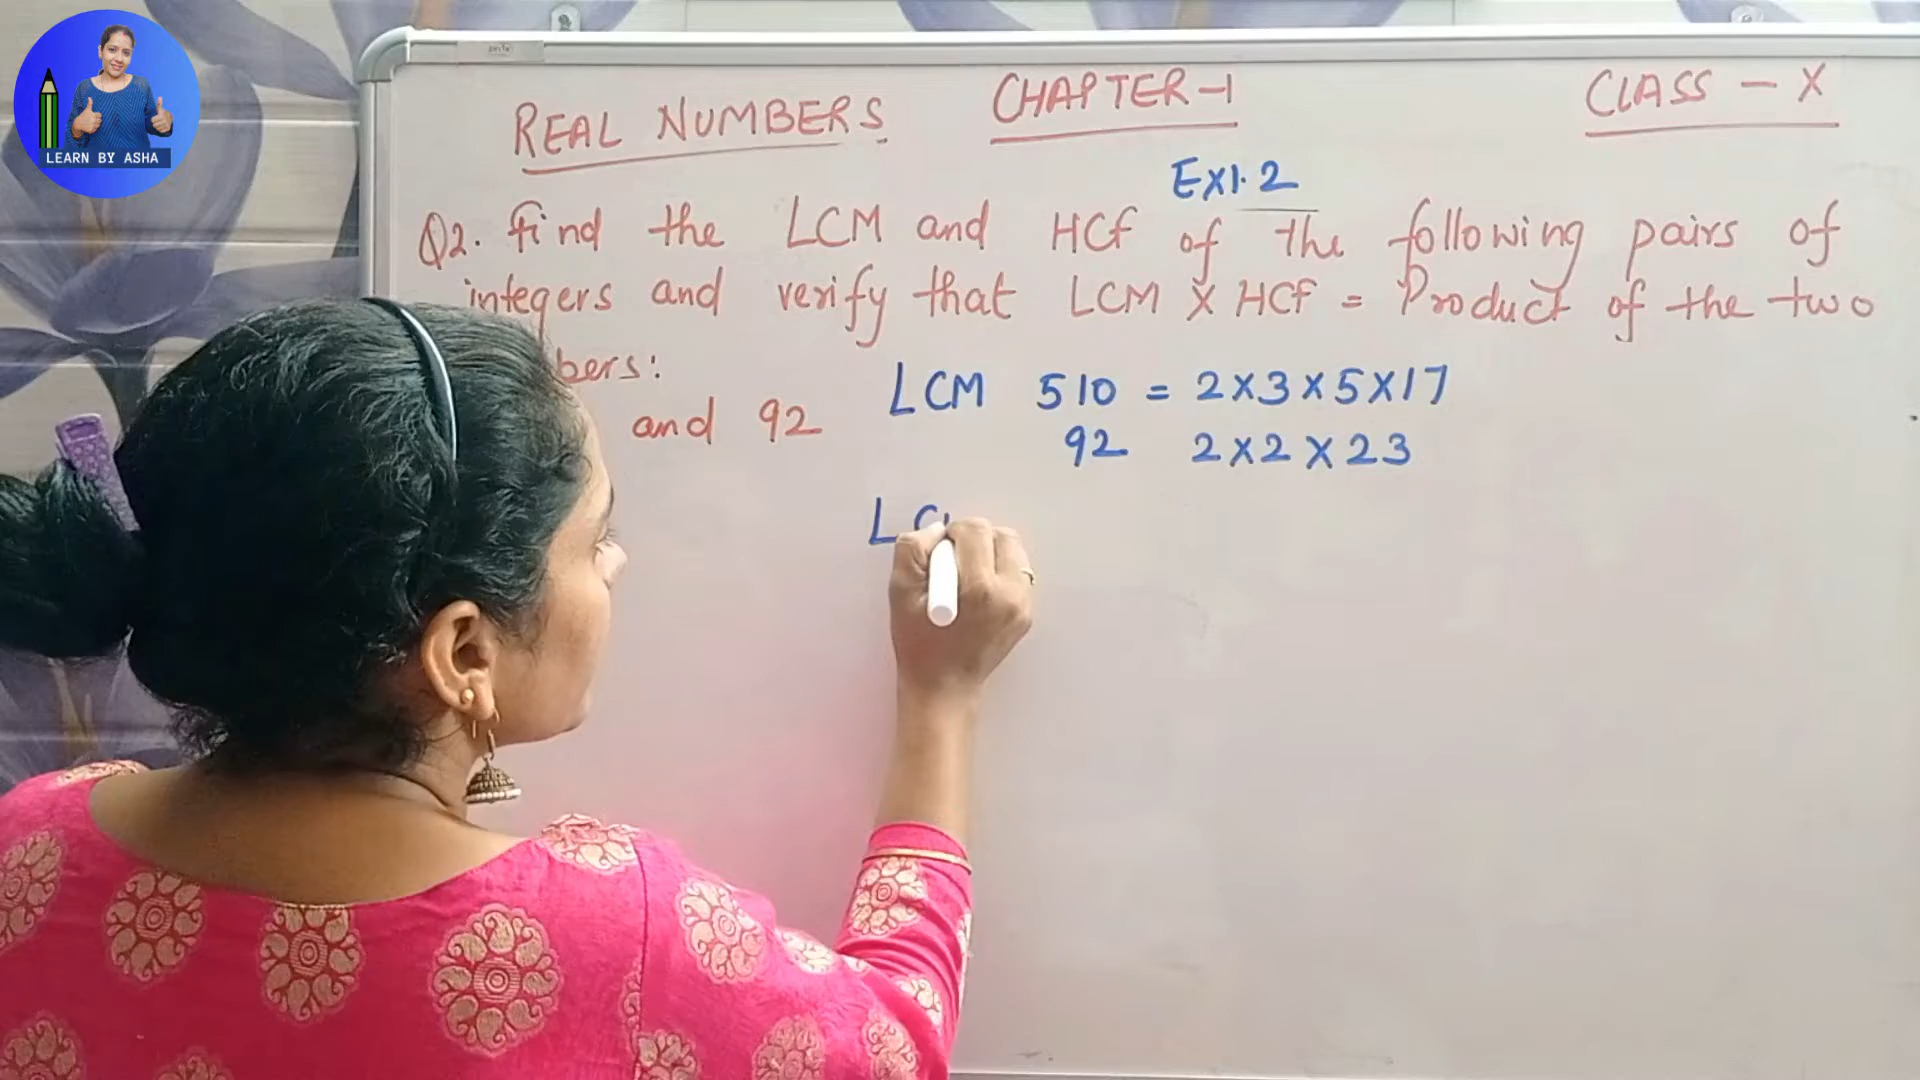 LEARN BY ASHA
REAL NUMBERS CHAPTER-1 CLASS - X
EX1.2
Q2. Find the LCM and HCF of the following pairs of
integers and verify that LCM X HCF = Product of the two
bers:
and 92
LCM 510 = 2X3X5X17
92 2X2X23
LC